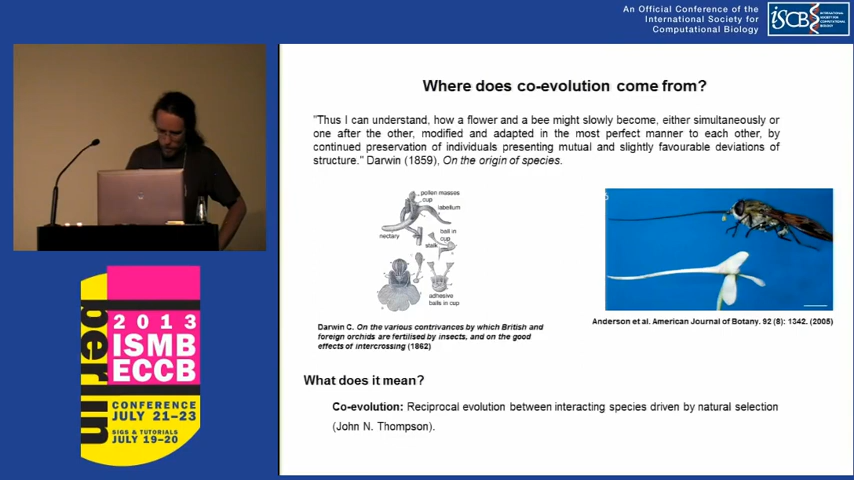 An Official Conference of the
International Society for
Computational Biology
ISCB
INTERNATIONAL
SOCIETY FOR
COMPUTATIONAL
BIOLOGY
Where does co-evolution come from?
"Thus I can understand, how a flower and a bee might slowly become, either simultaneously or
one after the other, modified and adapted in the most perfect manner to each other, by
continued preservation of individuals presenting mutual and slightly favourable deviations of
structure." Darwin (1859), On the origin of species.
pollen masses
cup
labellum
nectary
ball in
cup
stalk
adhesive
balls in cup
Darwin C. On the various contrivances by which British and
foreign orchids are fertilised by insects, and on the good
effects of intercrossing (1862)
Anderson et al. American Journal of Botany. 92 (8): 1342. (2005)
What does it mean?
Co-evolution: Reciprocal evolution between interacting species driven by natural selection
(John N. Thompson).
berlin
2013
ISMB
ECCB
CONFERENCE
JULY 21-23
SIGS & TUTORIALS
JULY 19-20